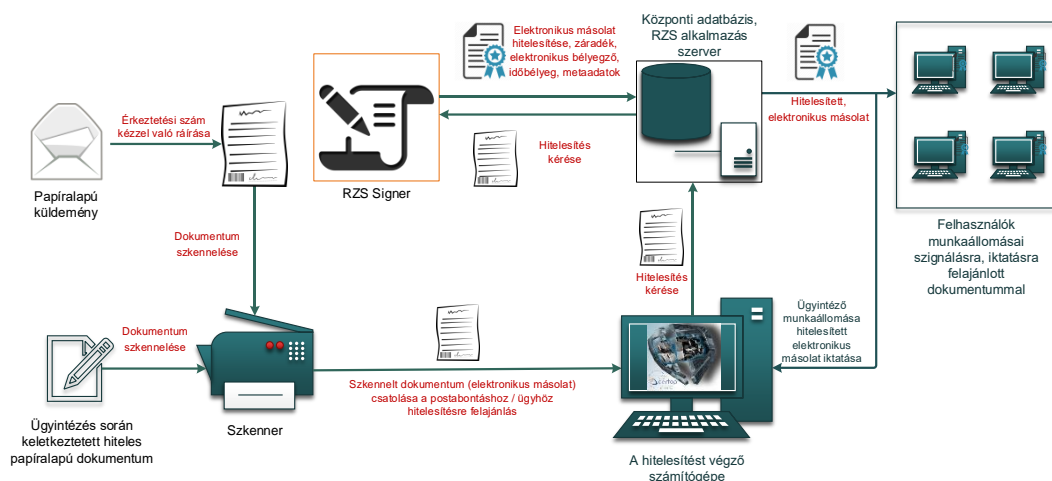 Elektronikus másolat
hitelesítése, záradék,
elektronikus bélyegző,
időbélyeg, metaadatok
Központi adatbázis,
RZS alkalmazás
szerver
Érkeztetési szám
kézzel való ráírása
Hitelesített,
elektronikus másolat
Hitelesítés
kérése
Papíralapú
küldemény
RZS Signer
Dokumentum
szkennelése
Hitelesítés
kérése
Felhasználók
munkaállomásai
szignálásra, iktatásra
felajánlott
dokumentummal
Dokumentum
szkennelése
Ügyintéző
munkaállomása
hitelesített
elektronikus
másolat iktatása
Szkennelt dokumentum (elektronikus másolat)
csatolása a postabontáshoz / ügyhöz
hitelesítésre felajánlás
Ügyintézés során
keletkeztetett hiteles
papíralapú dokumentum
Szkenner
A hitelesítést végző
számítógépe